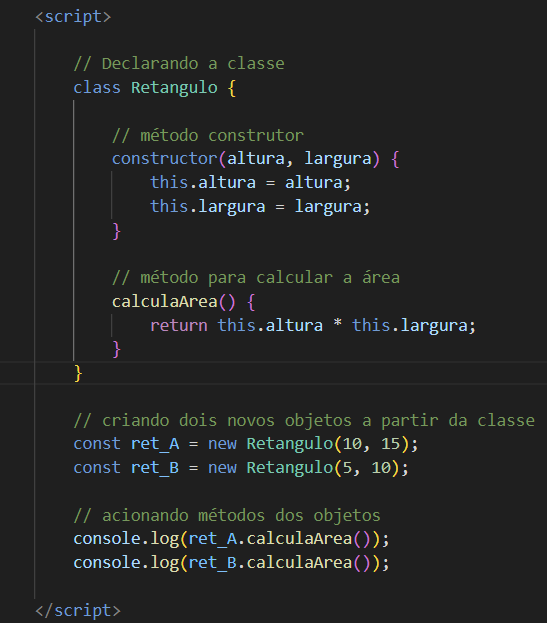 <script>
// Declarando a classe
class Retangulo {
// método construtor
constructor(altura, largura) {
this.altura = altura;
this.largura = largura;
}
// método para calcular a área
calculaArea() {
return this.altura * this.largura;
}
}
// criando dois novos objetos a partir da classe
const ret_A = new Retangulo(10, 15);
const ret_B = new Retangulo(5, 10);
// acionando métodos dos objetos
console.log(ret_A.calculaArea());
console.log(ret_B.calculaArea());
</script>